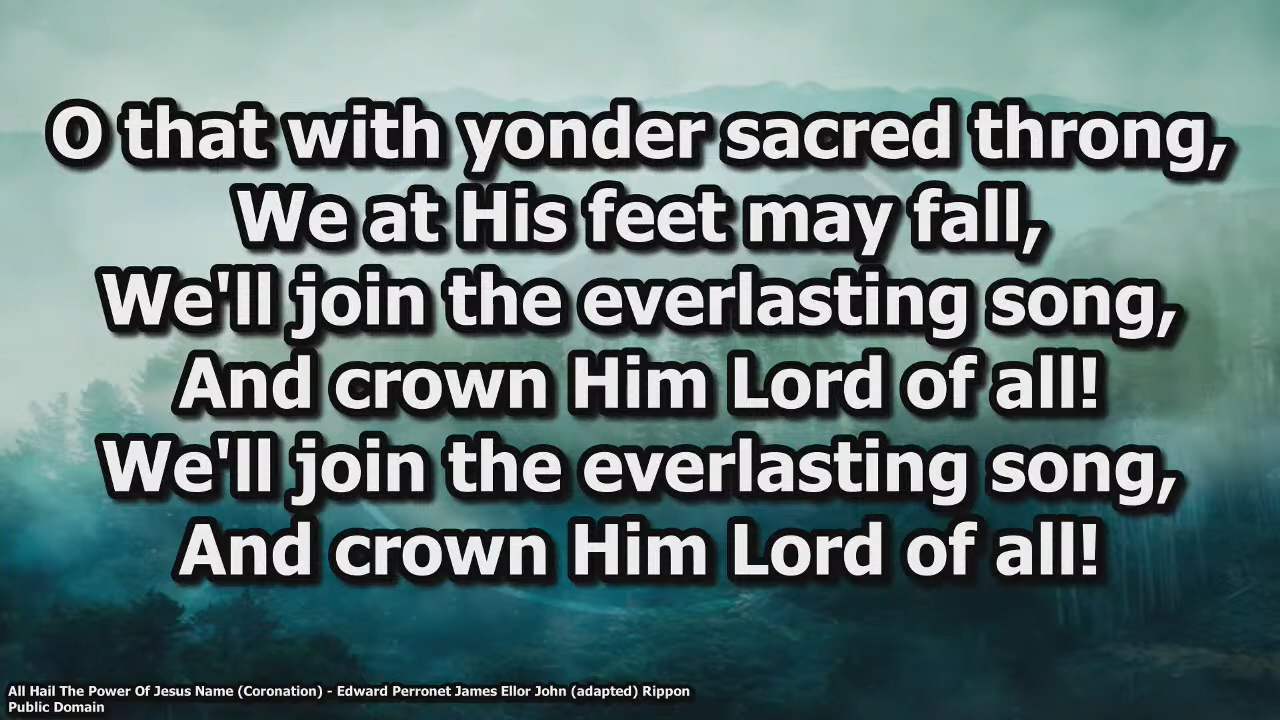 O that with yonder sacred throng,
We at His feet may fall,
We'll join the everlasting song,
And crown Him Lord of all!
We'll join the everlasting song,
And crown Him Lord of all!
All Hail The Power Of Jesus Name (Coronation) - Edward Perronet James Ellor John (adapted) Rippon
Public Domain